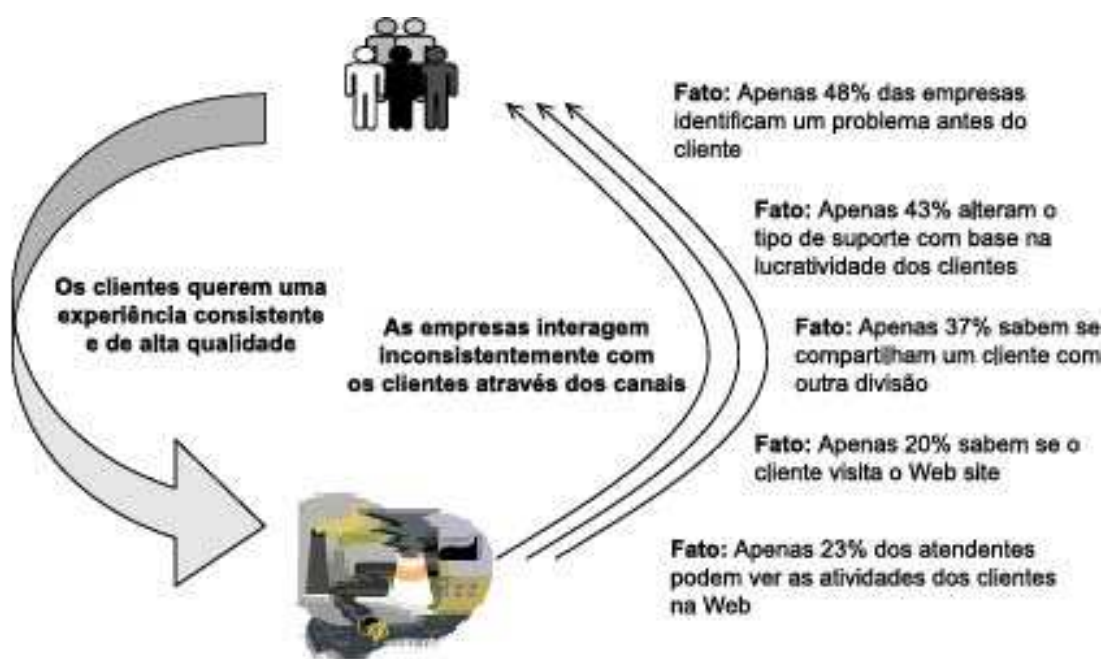 Fato: Apenas 48% das empresas
identificam um problema antes do
cliente
Fato: Apenas 43% alteram o
tipo de suporte com base na
lucratividade dos clientes
Os clientes querem uma
experiência consistente
e de alta qualidade
As empresas interagem
inconsistentemente com
os clientes através dos canais
Fato: Apenas 37% sabem se
compartilham um cliente com
outra divisão
Fato: Apenas 20% sabem se o
cliente visita o Web site
Fato: Apenas 23% dos atendentes
podem ver as atividades dos clientes
na Web